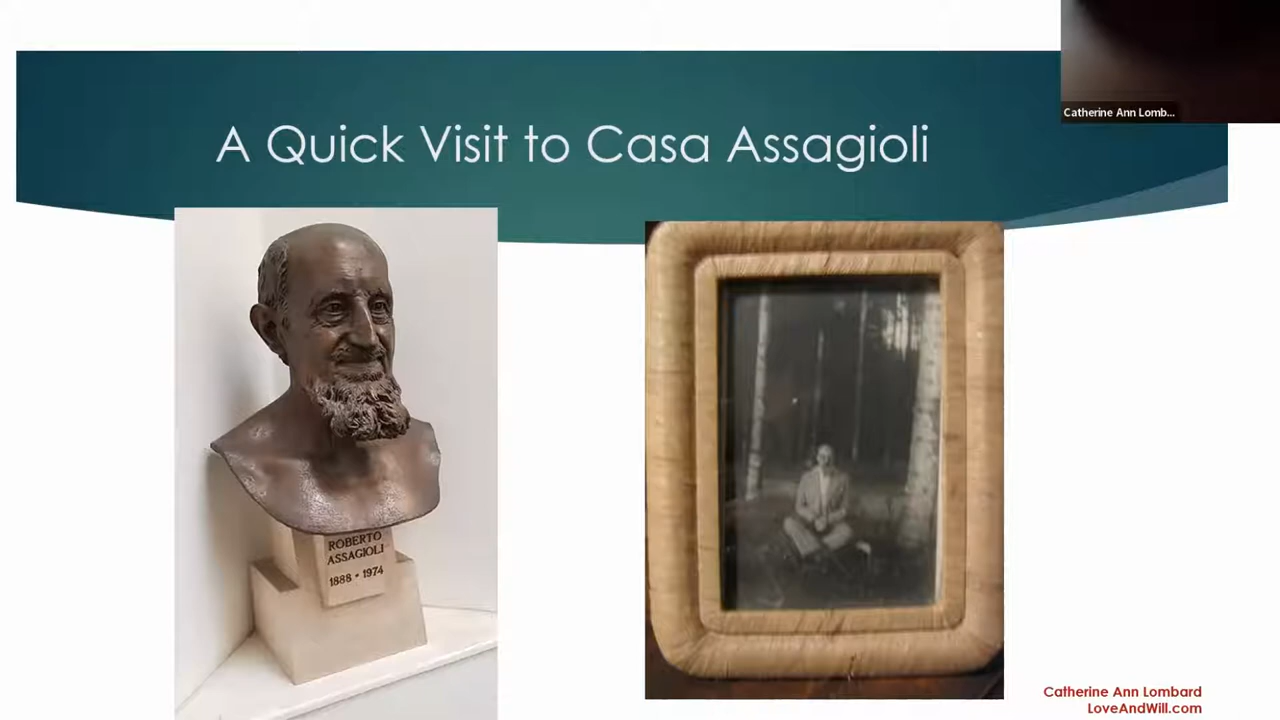 A Quick Visit to Casa Assagioli
Catherine Ann Lomb...
ROBERTO
ASSAGIOLI
1888 • 1974
Catherine Ann Lombard
LoveAndWill.com